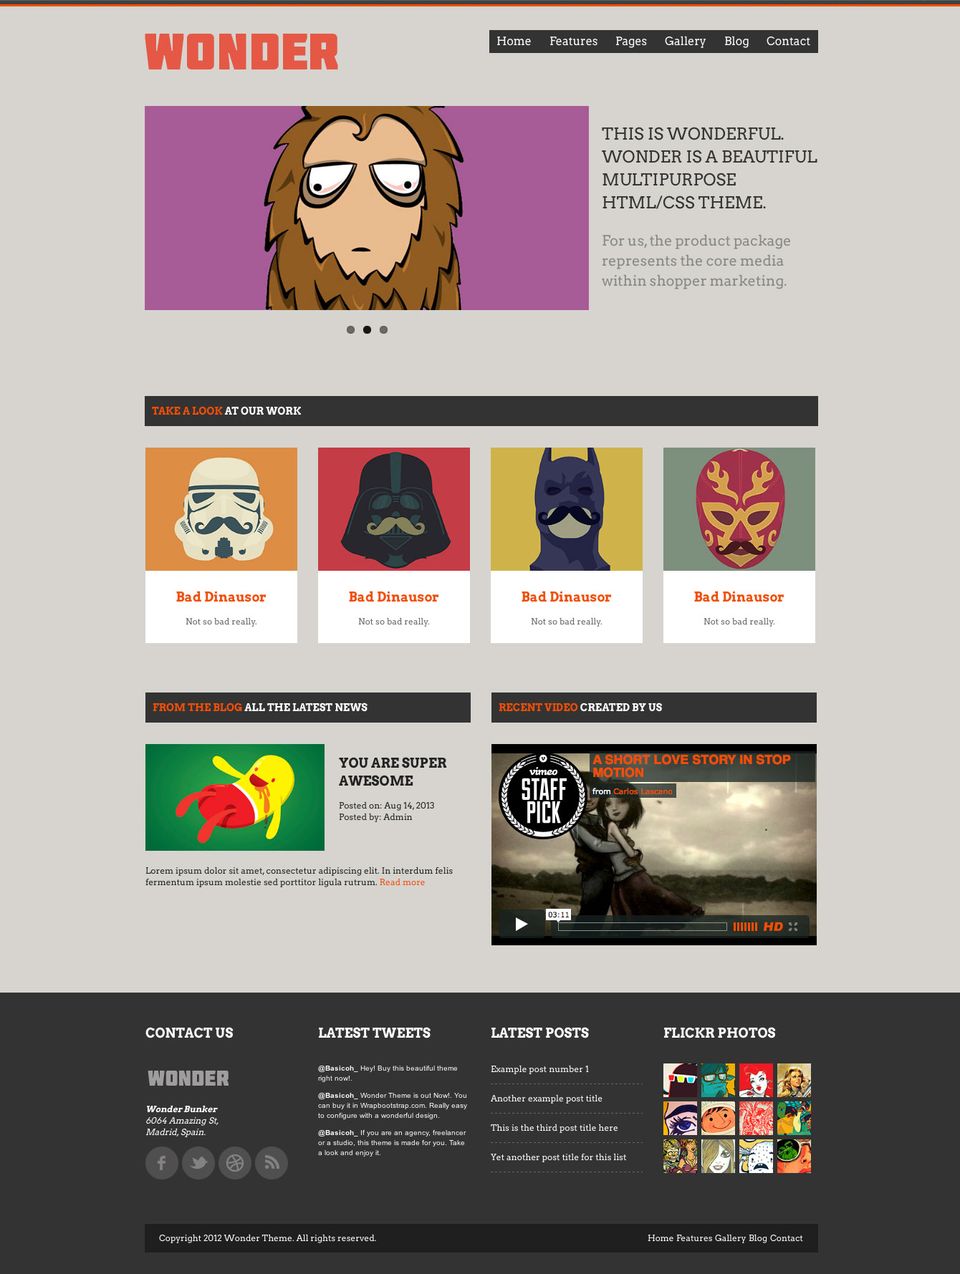 WONDER
Home Features Pages Gallery Blog Contact
THIS IS WONDERFUL.
WONDER IS A BEAUTIFUL
MULTIPURPOSE
HTML/CSS THEME.
For us, the product package
represents the core media
within shopper marketing.
TAKE A LOOK AT OUR WORK
Bad Dinausor
Not so bad really.
Bad Dinausor
Not so bad really.
Bad Dinausor
Not so bad really.
Bad Dinausor
Not so bad really.
FROM THE BLOG ALL THE LATEST NEWS
YOU ARE SUPER
AWESOME
Posted on: Aug 14, 2013
Posted by: Admin
Lorem ipsum dolor sit amet, consectetur adipiscing elit. In interdum felis
fermentum ipsum molestie sed porttitor ligula rutrum. Read more
RECENT VIDEO CREATED BY US
V
vimeo
STAFF
PICK
A SHORT LOVE STORY IN STOP
MOTION
from Carlos Lascano
03:11
HD
CONTACT US
WONDER
Wonder Bunker
6064 Amazing St,
Madrid, Spain.
LATEST TWEETS
@Basicoh_ Hey! Buy this beautiful theme
right now!.
@Basicoh_ Wonder Theme is out Now!. You
can buy it in Wrapbootstrap.com. Really easy
to configure with a wonderful design.
@Basicoh_ If you are an agency, freelancer
or a studio, this theme is made for you. Take
a look and enjoy it.
LATEST POSTS
Example post number 1
Another example post title
This is the third post title here
Yet another post title for this list
FLICKR PHOTOS
Copyright 2012 Wonder Theme. All rights reserved.
Home Features Gallery Blog Contact